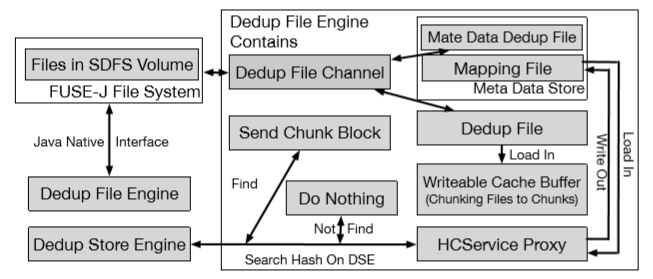 Dedup File Engine
Contains
Files in SDFS Volume
FUSE-J File System
Dedup File Channel
Mate Data Dedup File
Mapping File
Meta Data Store
Java Native Interface
Send Chunk Block
Dedup File
Load In
Writeable Cache Buffer
(Chunking Files to Chunks)
Write Out
Load In
Find
Dedup File Engine
Do Nothing
Not Find
Dedup Store Engine
HCService Proxy
Search Hash On DSE